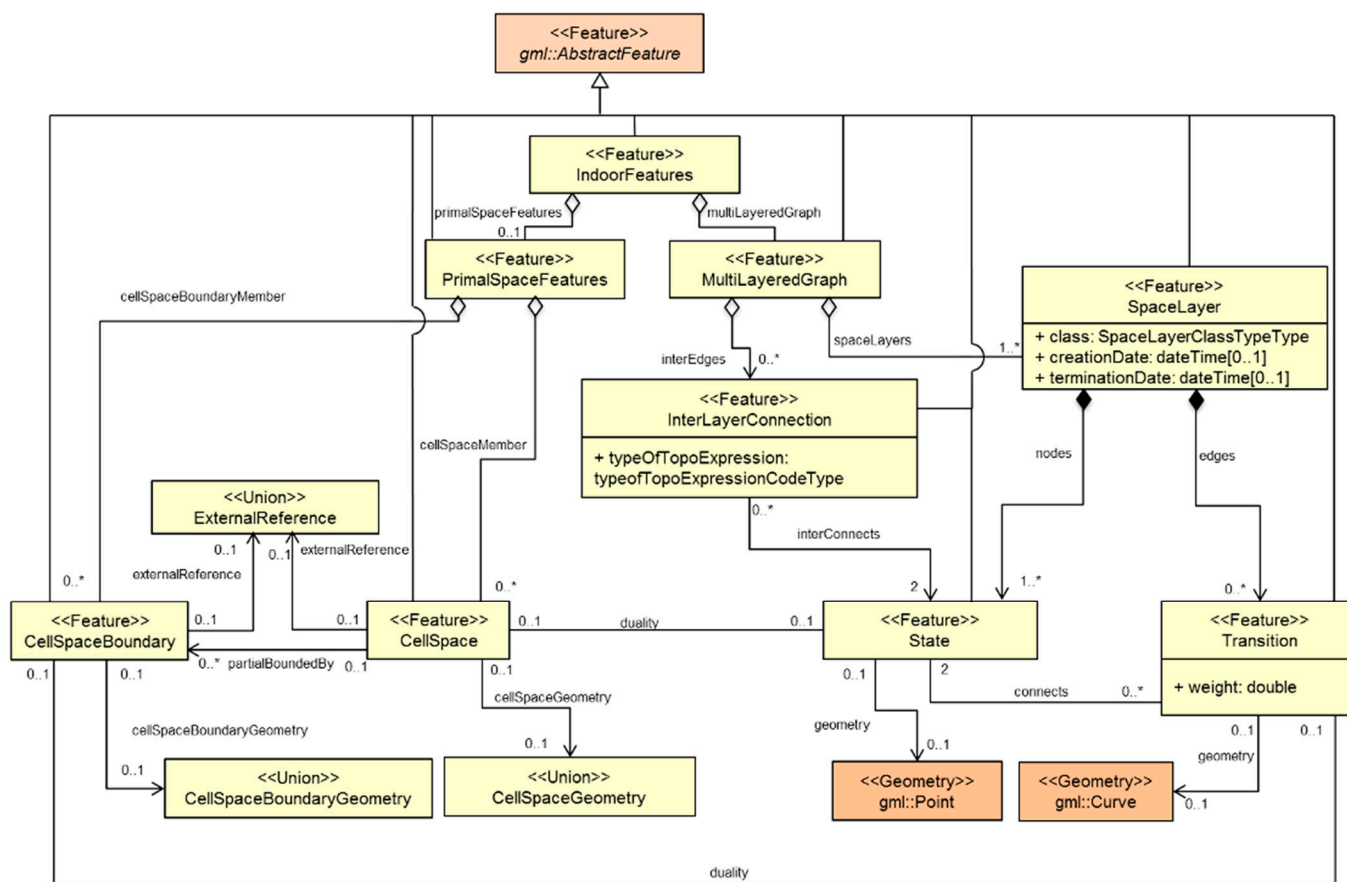 <<Feature>>
gml::AbstractFeature
<<Feature>>
IndoorFeatures
primalSpaceFeatures
multiLayeredGraph
0..1
<<Feature>>
PrimalSpaceFeatures
<<Feature>>
MultiLayeredGraph
<<Feature>>
SpaceLayer
+ class: SpaceLayerClassTypeType
+ creationDate: dateTime[0..1]
+ terminationDate: dateTime[0..1]
cellSpaceBoundaryMember
interEdges
0..*
spaceLayers
1..*
<<Feature>>
InterLayerConnection
+ typeOfTopoExpression:
typeofTopoExpressionCodeType
cellSpaceMember
nodes
edges
<<Union>>
ExternalReference
0..*
interConnects
0..1
0..1
externalReference
externalReference
0..*
0..*
2
1..*
0..*
<<Feature>>
CellSpaceBoundary
0..1
0..1
<<Feature>>
CellSpace
0..1
duality
0..1
<<Feature>>
State
<<Feature>>
Transition
+ weight: double
0..*
partialBoundedBy
0..1
0..1
0..1
0..1
0..1
2
connects
0..*
cellSpaceGeometry
geometry
0..1
0..1
cellSpaceBoundaryGeometry
0..1
0..1
0..1
geometry
<<Union>>
CellSpaceBoundaryGeometry
<<Union>>
CellSpaceGeometry
<<Geometry>>
gml::Point
<<Geometry>>
gml::Curve
0..1
duality